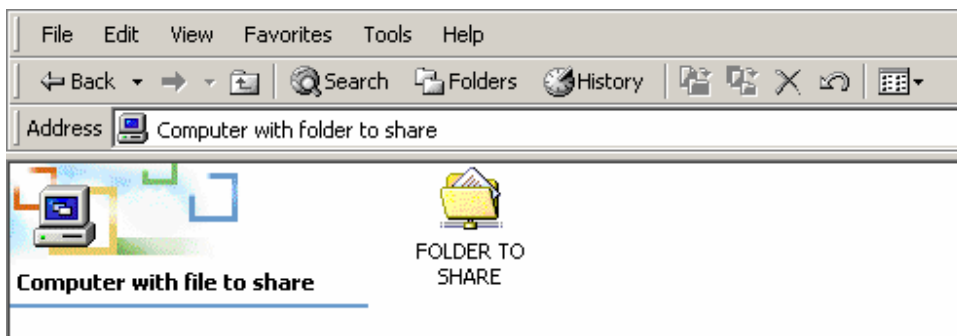 File Edit View Favorites Tools Help
Back Search Folders History
Address Computer with folder to share
FOLDER TO
SHARE
Computer with file to share